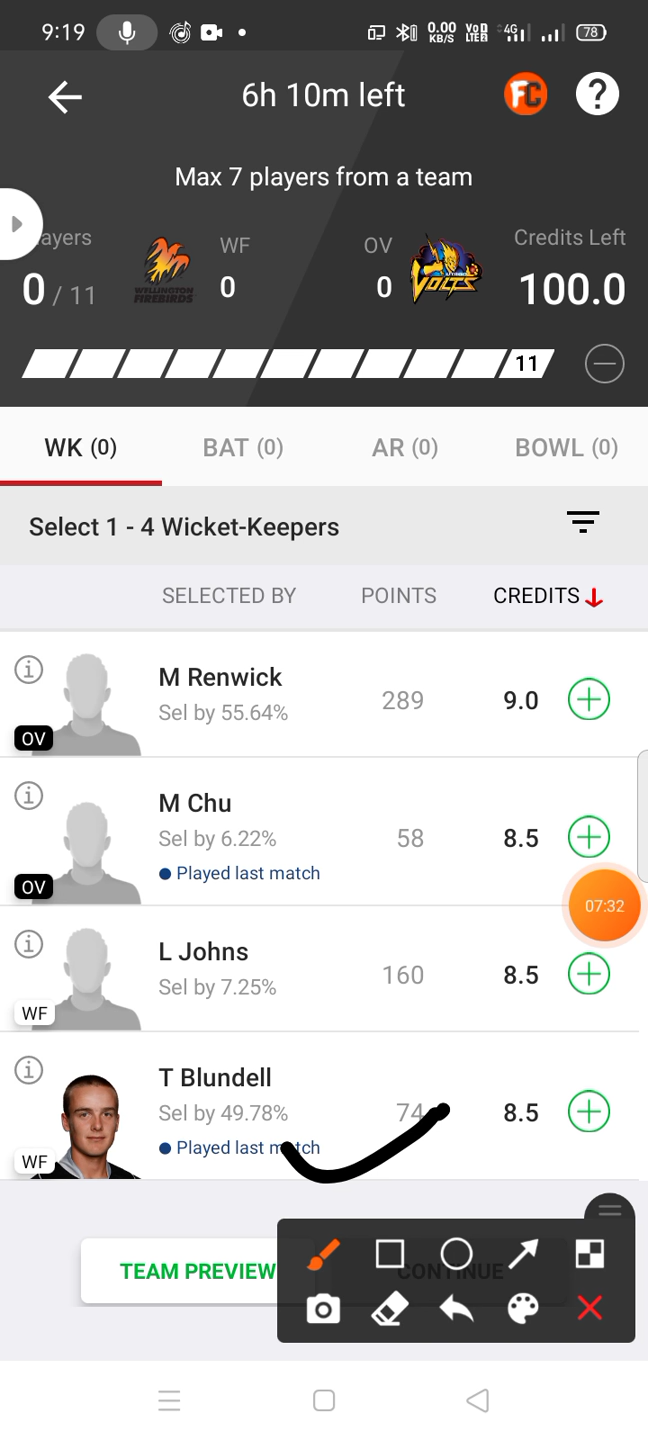 9:19 0.00 KB/S VoD LTEB 4G 78
6h 10m left FC ?
Max 7 players from a team
ayers WF OV Credits Left
0 / 11 WELLINGTON FIREBIRDS 0 0 VOLTS 100.0
11
WK (0) BAT (0) AR (0) BOWL (0)
Select 1 - 4 Wicket-Keepers
SELECTED BY POINTS CREDITS
M Renwick
Sel by 55.64% 289 9.0
OV
M Chu
Sel by 6.22% 58 8.5
Played last match
OV
07:32
L Johns
Sel by 7.25% 160 8.5
WF
T Blundell
Sel by 49.78% 74 8.5
Played last match
WF
TEAM PREVIEW CONTINUE